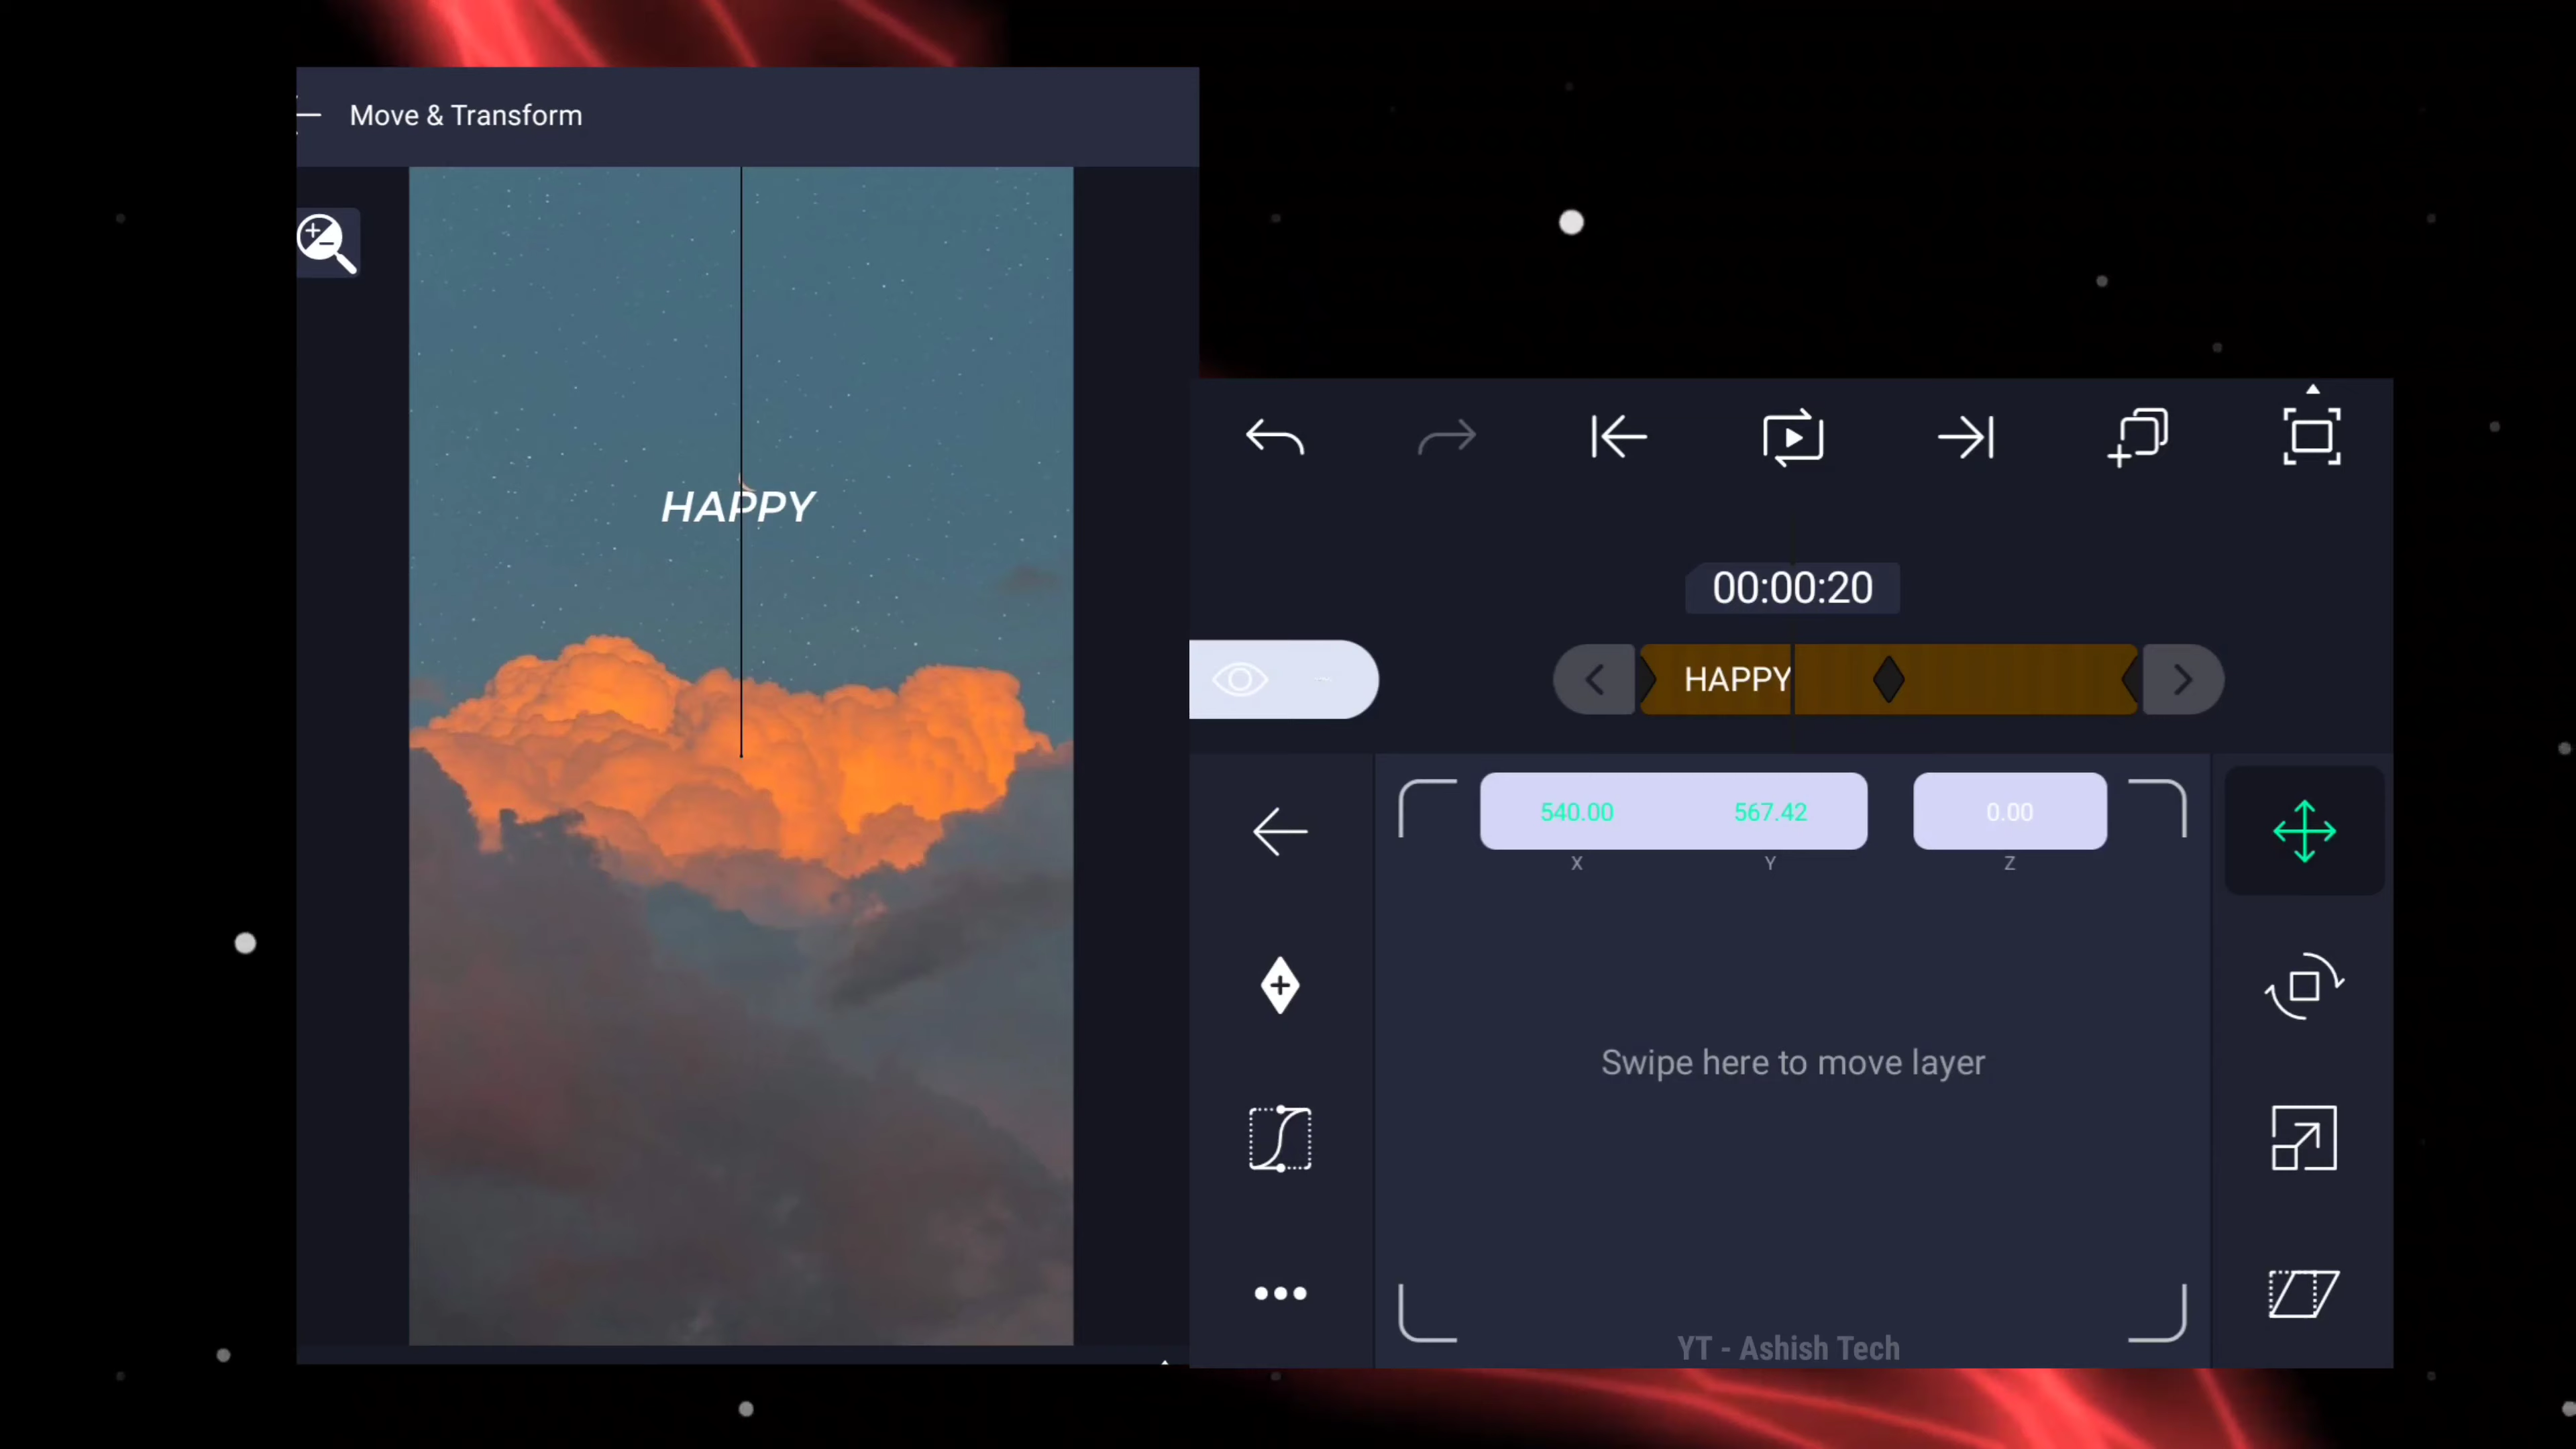 Move & Transform
HAPPY
00:00:20
HAPPY
540.00 567.42 0.00
X Y Z
Swipe here to move layer
YT - Ashish Tech